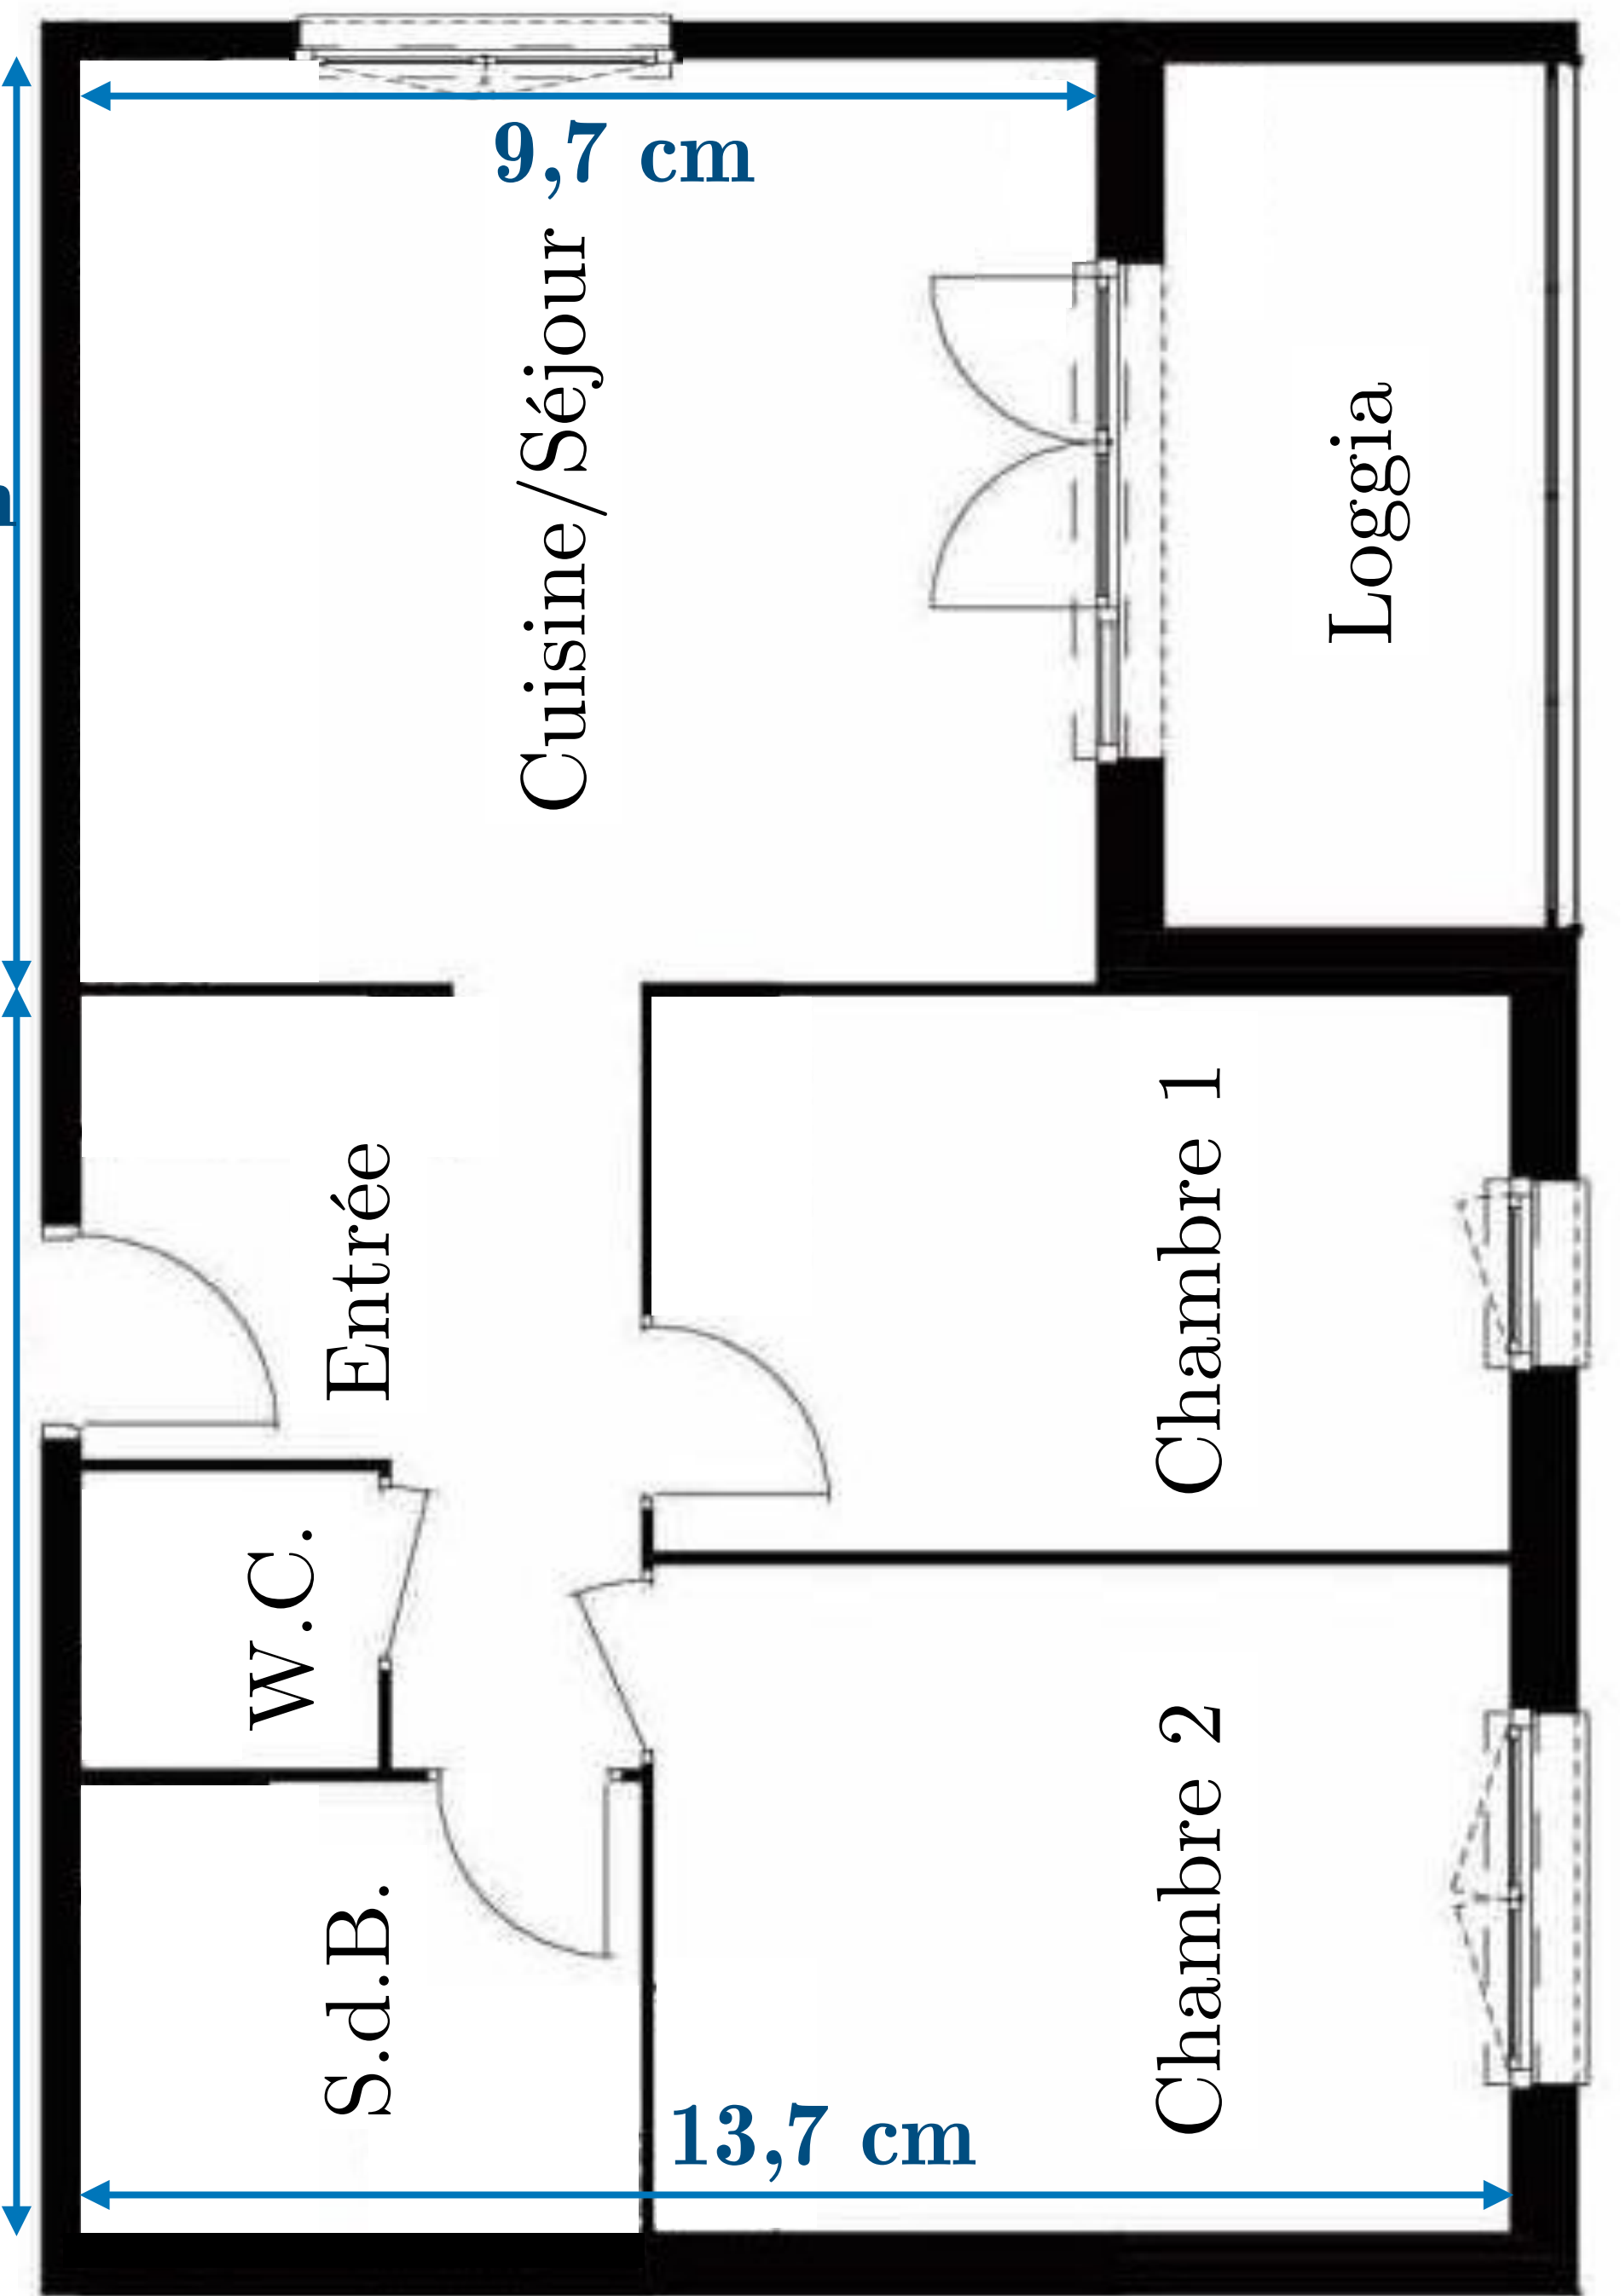 9,7 cm
Cuisine/Séjour
Loggia
Entrée
Chambre 1
W.C.
S.d.B.
Chambre 2
13,7 cm